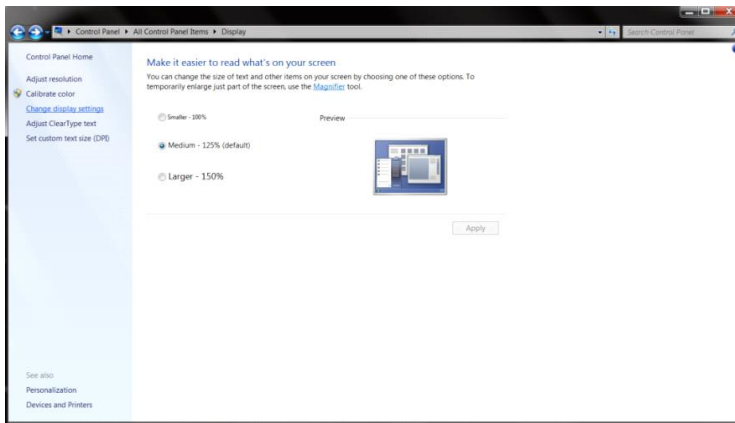 Control Panel ▸ All Control Panel Items ▸ Display
Search Control Panel
Control Panel Home
Adjust resolution
Calibrate color
Change display settings
Adjust ClearType text
Set custom text size (DPI)
Make it easier to read what's on your screen
You can change the size of text and other items on your screen by choosing one of these options. To
temporarily enlarge just part of the screen, use the Magnifier tool.
Smaller - 100%
Preview
Medium - 125% (default)
Larger - 150%
Apply
See also
Personalization
Devices and Printers